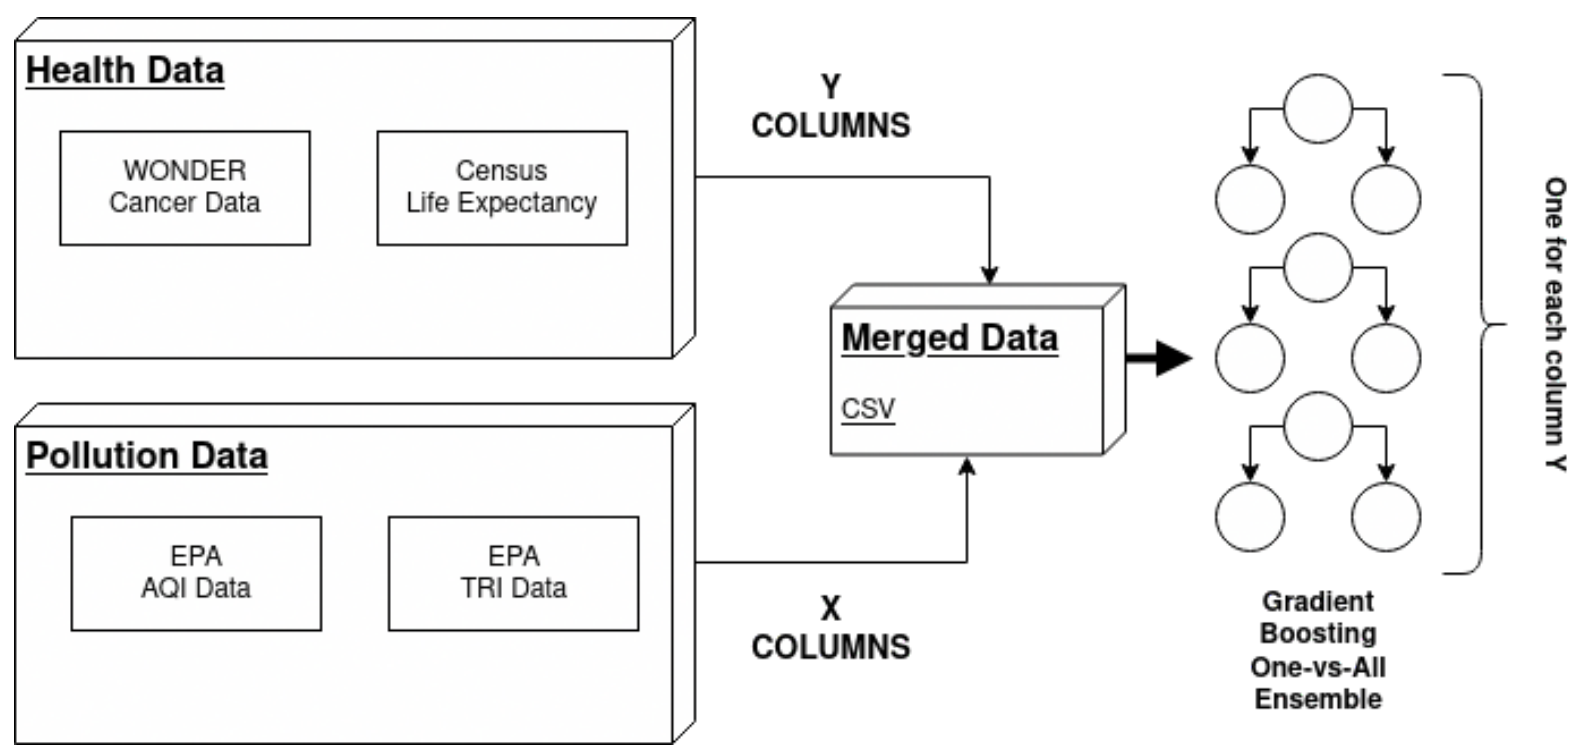 Health Data
WONDER
Cancer Data
Census
Life Expectancy
Y
COLUMNS
Merged Data
CSV
Pollution Data
EPA
AQI Data
EPA
TRI Data
X
COLUMNS
One for each column Y
Gradient
Boosting
One-vs-All
Ensemble